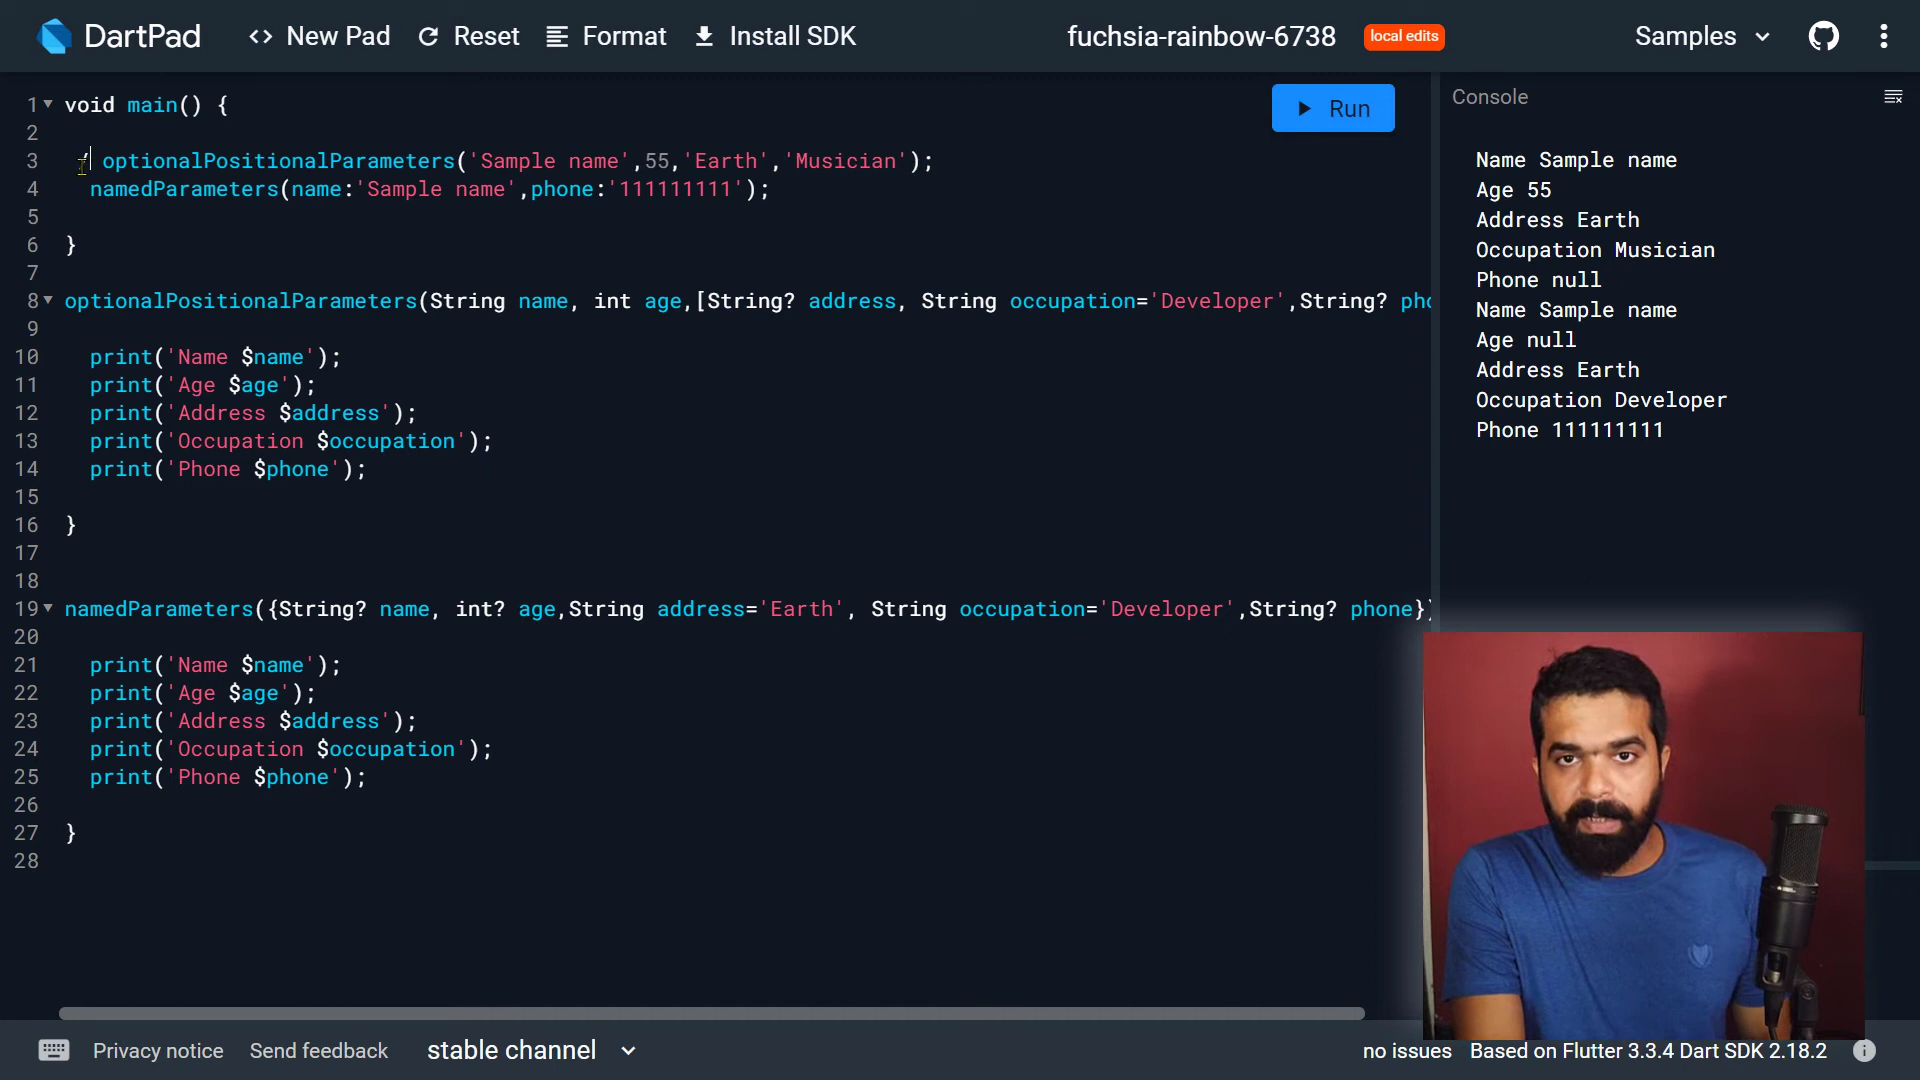 DartPad <> New Pad Reset Format Install SDK fuchsia-rainbow-6738 local edits Samples
1 void main() {
Run
Console
2
3 / optionalPositionalParameters('Sample name',55,'Earth','Musician');
4 namedParameters(name:'Sample name',phone:'111111111');
5
6 }
7
8 optionalPositionalParameters(String name, int age,[String? address, String occupation='Developer',String? pho
9
10 print('Name $name');
11 print('Age $age');
12 print('Address $address');
13 print('Occupation $occupation');
14 print('Phone $phone');
15
16 }
17
18
19 namedParameters({String? name, int? age,String address='Earth', String occupation='Developer',String? phone})
20
21 print('Name $name');
22 print('Age $age');
23 print('Address $address');
24 print('Occupation $occupation');
25 print('Phone $phone');
26
27 }
28
Name Sample name
Age 55
Address Earth
Occupation Musician
Phone null
Name Sample name
Age null
Address Earth
Occupation Developer
Phone 111111111
Privacy notice Send feedback stable channel no issues Based on Flutter 3.3.4 Dart SDK 2.18.2